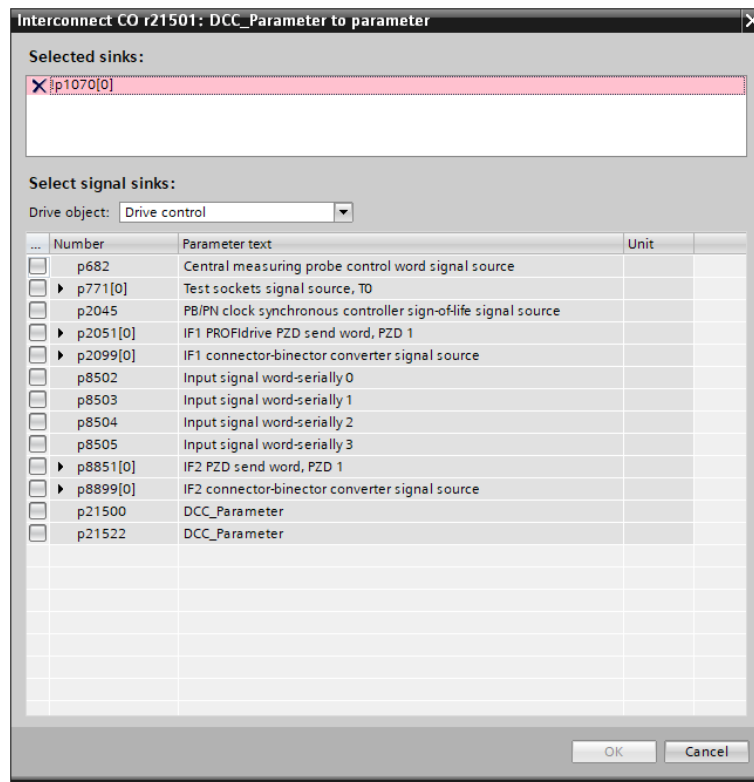 Interconnect CO r21501: DCC_Parameter to parameter
Selected sinks:
p1070[0]
Select signal sinks:
Drive object: Drive control
... Number Parameter text Unit
p682 Central measuring probe control word signal source
p771[0] Test sockets signal source, T0
p2045 PB/PN clock synchronous controller sign-of-life signal source
p2051[0] IF1 PROFIdrive PZD send word, PZD 1
p2099[0] IF1 connector-binector converter signal source
p8502 Input signal word-serially 0
p8503 Input signal word-serially 1
p8504 Input signal word-serially 2
p8505 Input signal word-serially 3
p8851[0] IF2 PZD send word, PZD 1
p8899[0] IF2 connector-binector converter signal source
p21500 DCC_Parameter
p21522 DCC_Parameter
OK Cancel